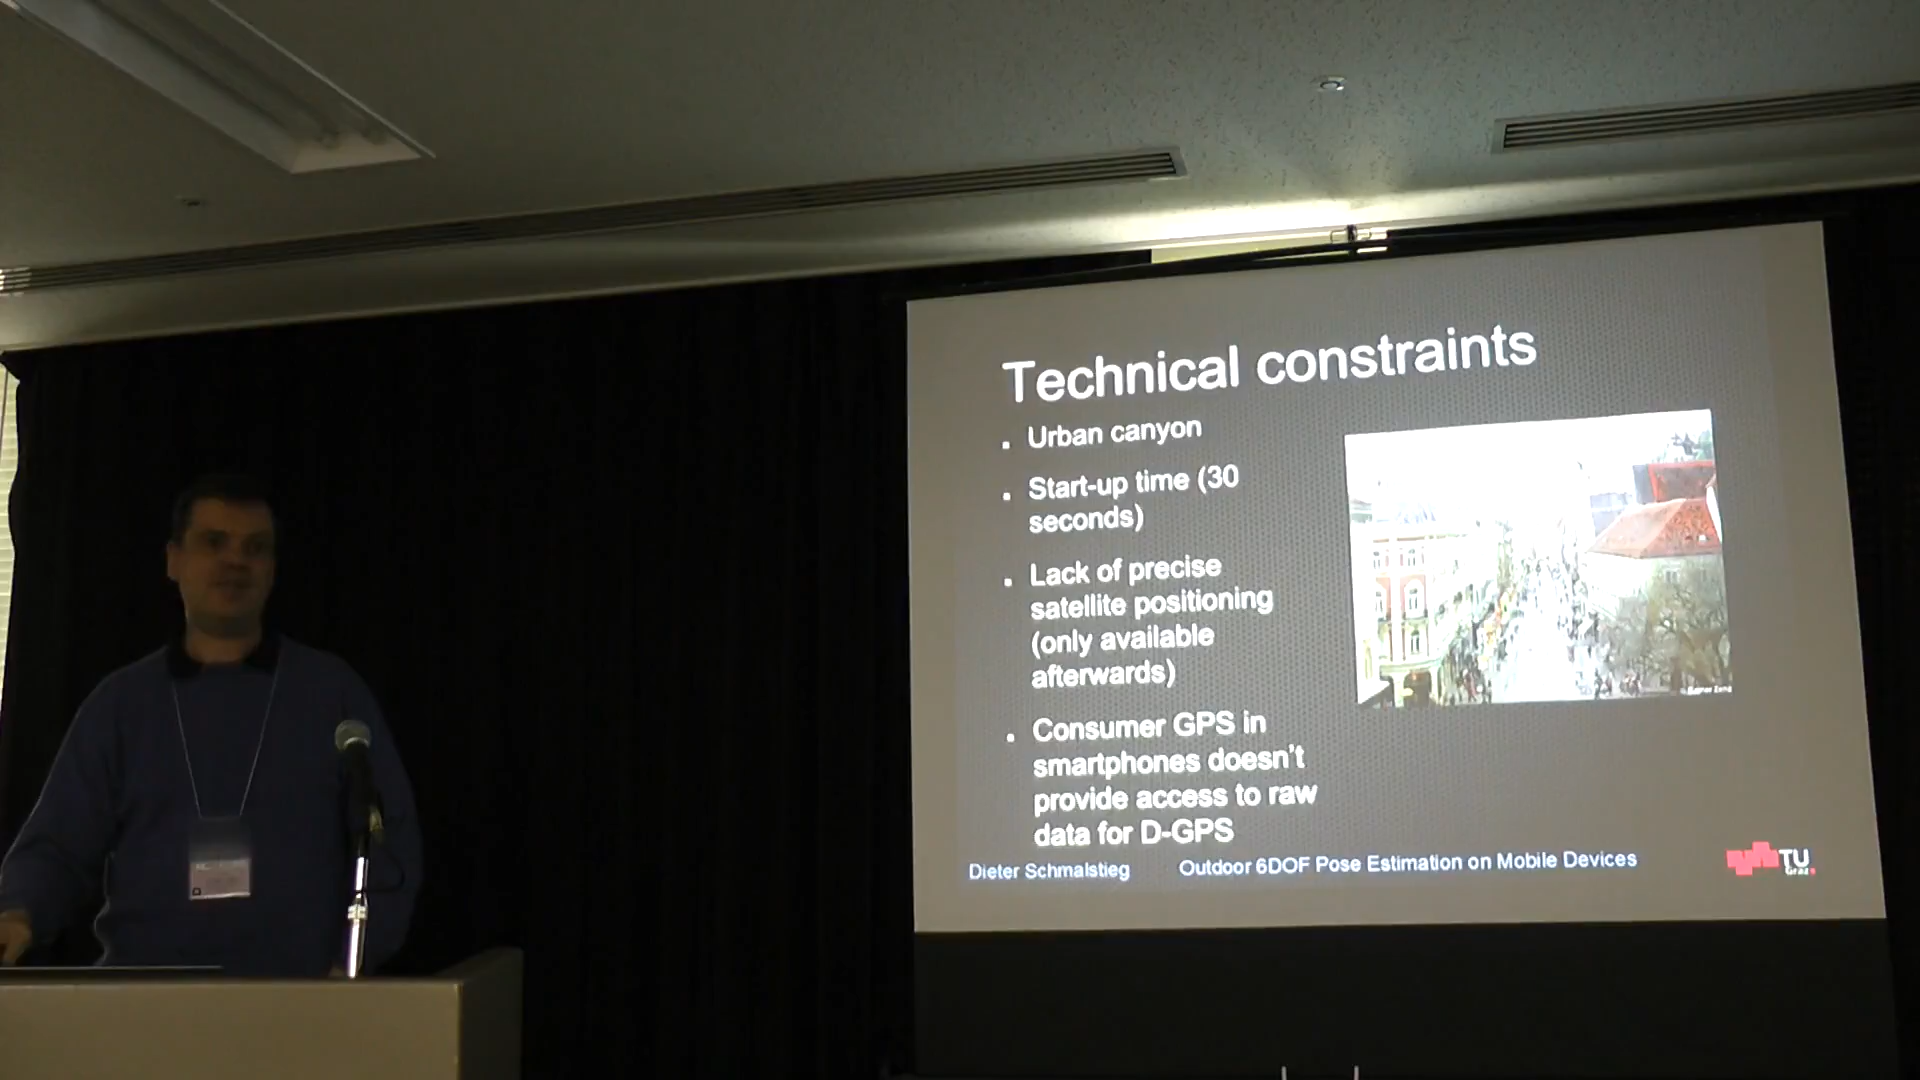 Technical constraints
Urban canyon
Start-up time (30
seconds)
Lack of precise
satellite positioning
(only available
afterwards)
Consumer GPS in
smartphones doesn't
provide access to raw
data for D-GPS
Dieter Schmalstieg Outdoor 6DOF Pose Estimation on Mobile Devices
TU
Graz